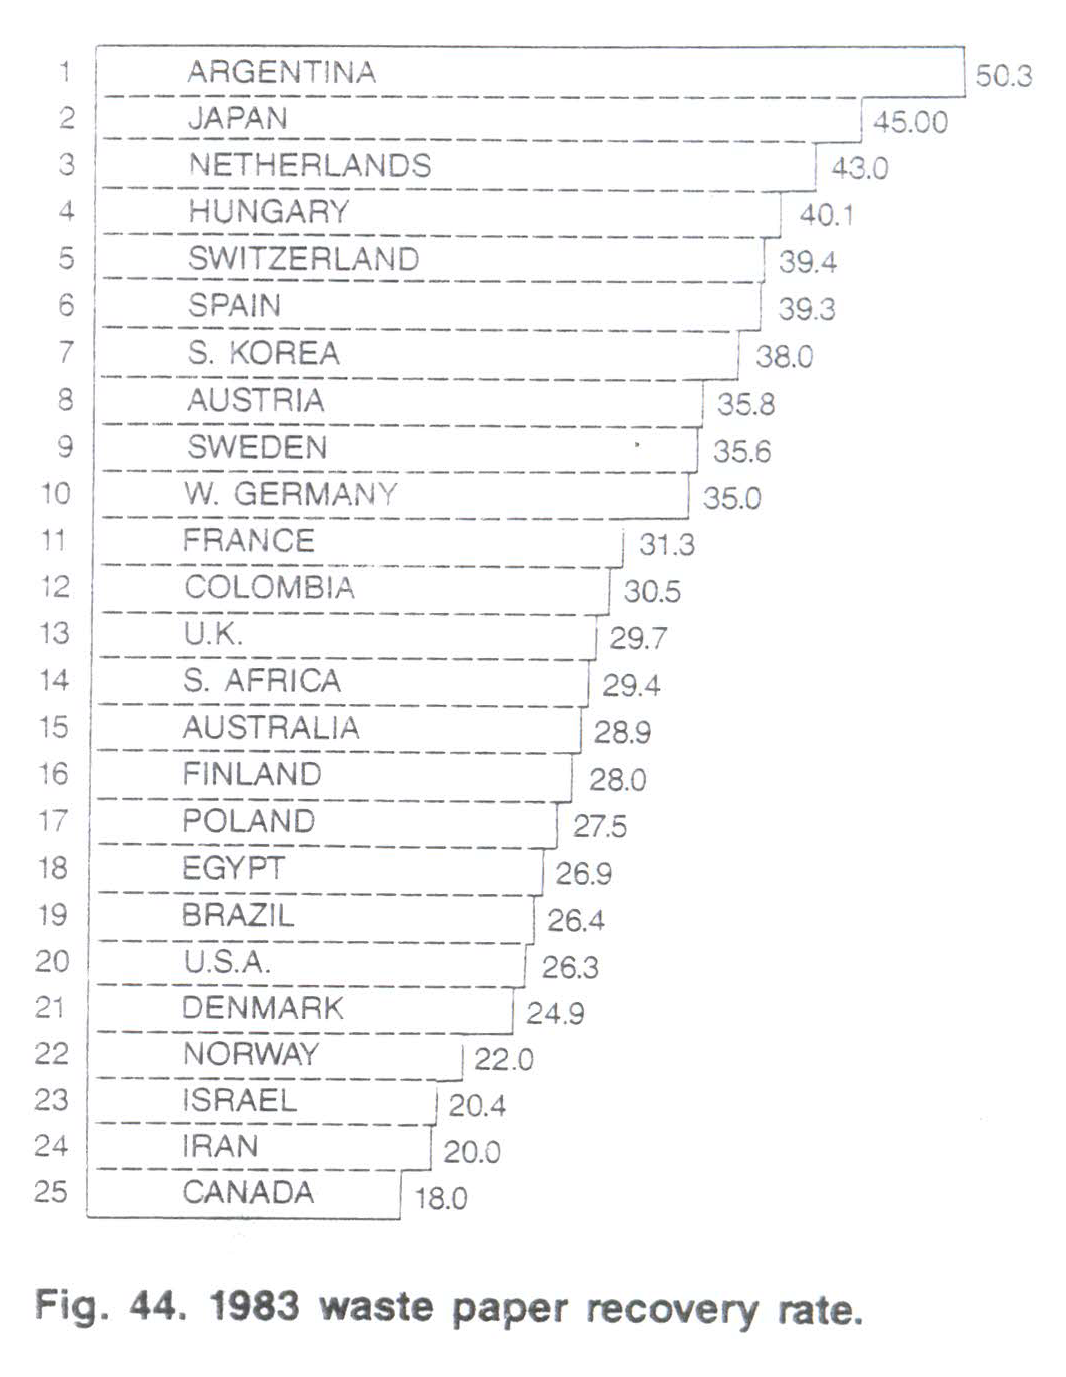 1 ARGENTINA 50.3
2 JAPAN 45.00
3 NETHERLANDS 43.0
4 HUNGARY 40.1
5 SWITZERLAND 39.4
6 SPAIN 39.3
7 S. KOREA 38.0
8 AUSTRIA 35.8
9 SWEDEN 35.6
10 W. GERMANY 35.0
11 FRANCE 31.3
12 COLOMBIA 30.5
13 U.K. 29.7
14 S. AFRICA 29.4
15 AUSTRALIA 28.9
16 FINLAND 28.0
17 POLAND 27.5
18 EGYPT 26.9
19 BRAZIL 26.4
20 U.S.A. 26.3
21 DENMARK 24.9
22 NORWAY 22.0
23 ISRAEL 20.4
24 IRAN 20.0
25 CANADA 18.0
Fig. 44. 1983 waste paper recovery rate.